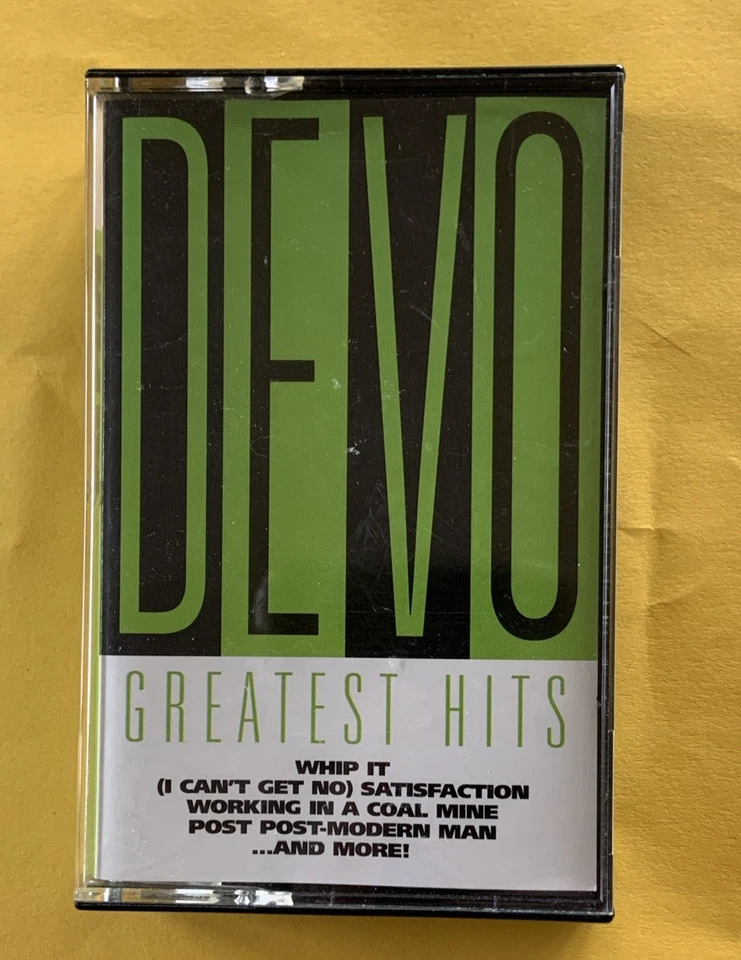 DEVO
GREATEST HITS
WHIP IT
(I CAN'T GET NO) SATISFACTION
WORKING IN A COAL MINE
POST POST-MODERN MAN
...AND MORE!